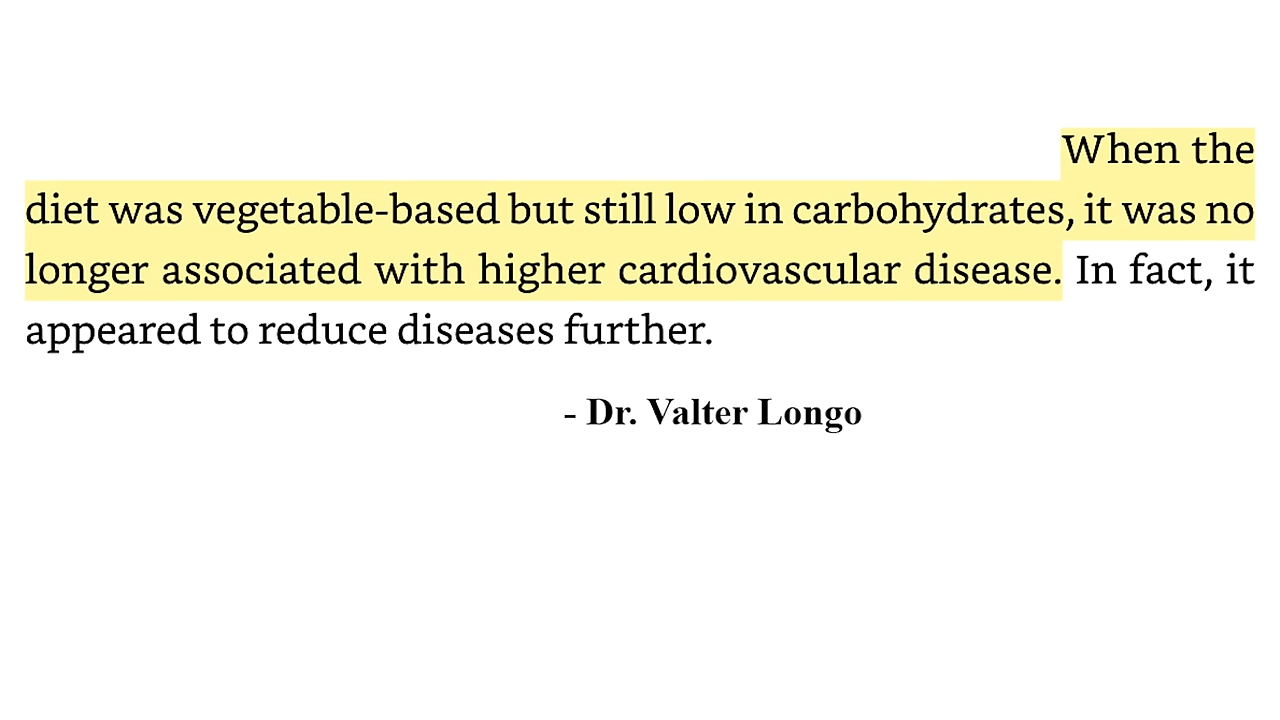 When the
diet was vegetable-based but still low in carbohydrates, it was no
longer associated with higher cardiovascular disease. In fact, it
appeared to reduce diseases further.
- Dr. Valter Longo